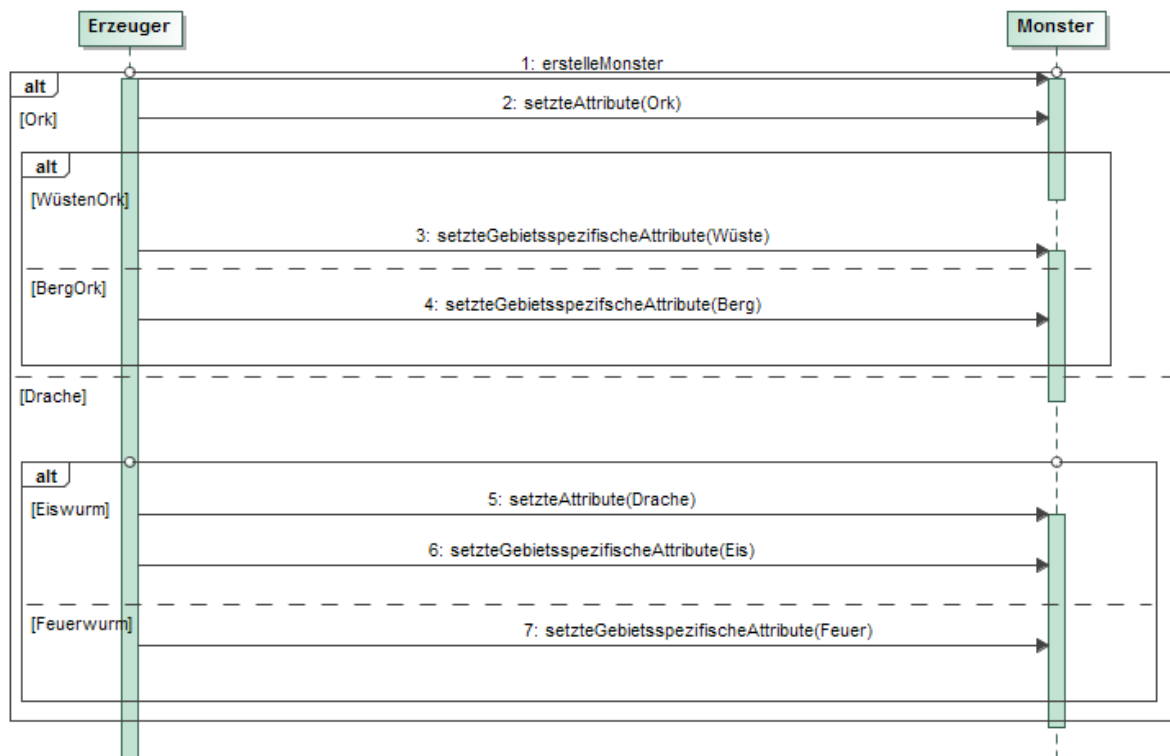 Erzeuger
Monster
1: erstelleMonster
alt
2: setzteAttribute(Ork)
[Ork]
alt
[WüstenOrk]
3: setzteGebietsspezifischeAttribute(Wüste)
[BergOrk]
4: setzteGebietsspezifscheAttribute(Berg)
[Drache]
alt
5: setzteAttribute(Drache)
[Eiswurm]
6: setzteGebietsspezifischeAttribute(Eis)
[Feuerwurm]
7: setzteGebietsspezifischeAttribute(Feuer)